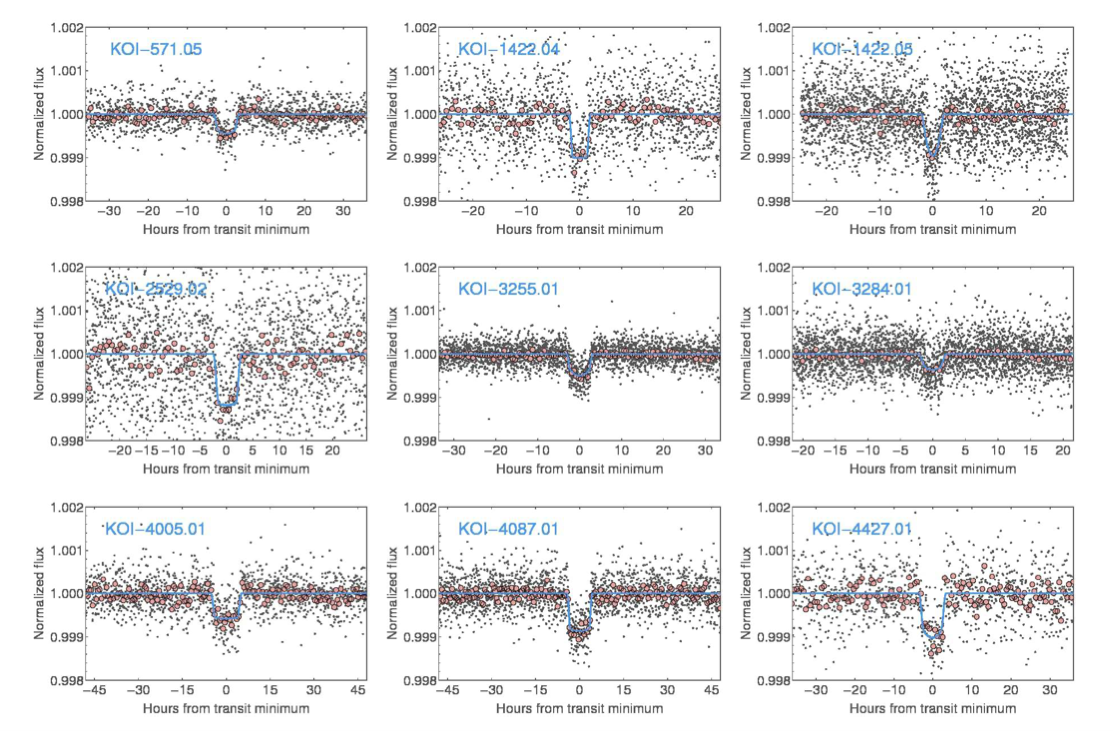 KOI-571.05
KOI-1422.04
KOI-1422.05
1.002
1.001
1.000
0.999
0.998
Normalized flux
-30 -20 -10 0 10 20 30
Hours from transit minimum
1.002
1.001
1.000
0.999
0.998
Normalized flux
-20 -10 0 10 20
Hours from transit minimum
1.002
1.001
1.000
0.999
0.998
Normalized flux
-20 -10 0 10 20
Hours from transit minimum
KOI-2529.02
KOI-3255.01
KOI-3284.01
1.002
1.001
1.000
0.999
0.998
Normalized flux
-20 -15 -10 -5 0 5 10 15 20
Hours from transit minimum
1.002
1.001
1.000
0.999
0.998
Normalized flux
-30 -20 -10 0 10 20 30
Hours from transit minimum
1.002
1.001
1.000
0.999
0.998
Normalized flux
-20 -15 -10 -5 0 5 10 15 20
Hours from transit minimum
KOI-4005.01
KOI-4087.01
KOI-4427.01
1.002
1.001
1.000
0.999
0.998
Normalized flux
-45 -30 -15 0 15 30 45
Hours from transit minimum
1.002
1.001
1.000
0.999
0.998
Normalized flux
-45 -30 -15 0 15 30 45
Hours from transit minimum
1.002
1.001
1.000
0.999
0.998
Normalized flux
-30 -20 -10 0 10 20 30
Hours from transit minimum